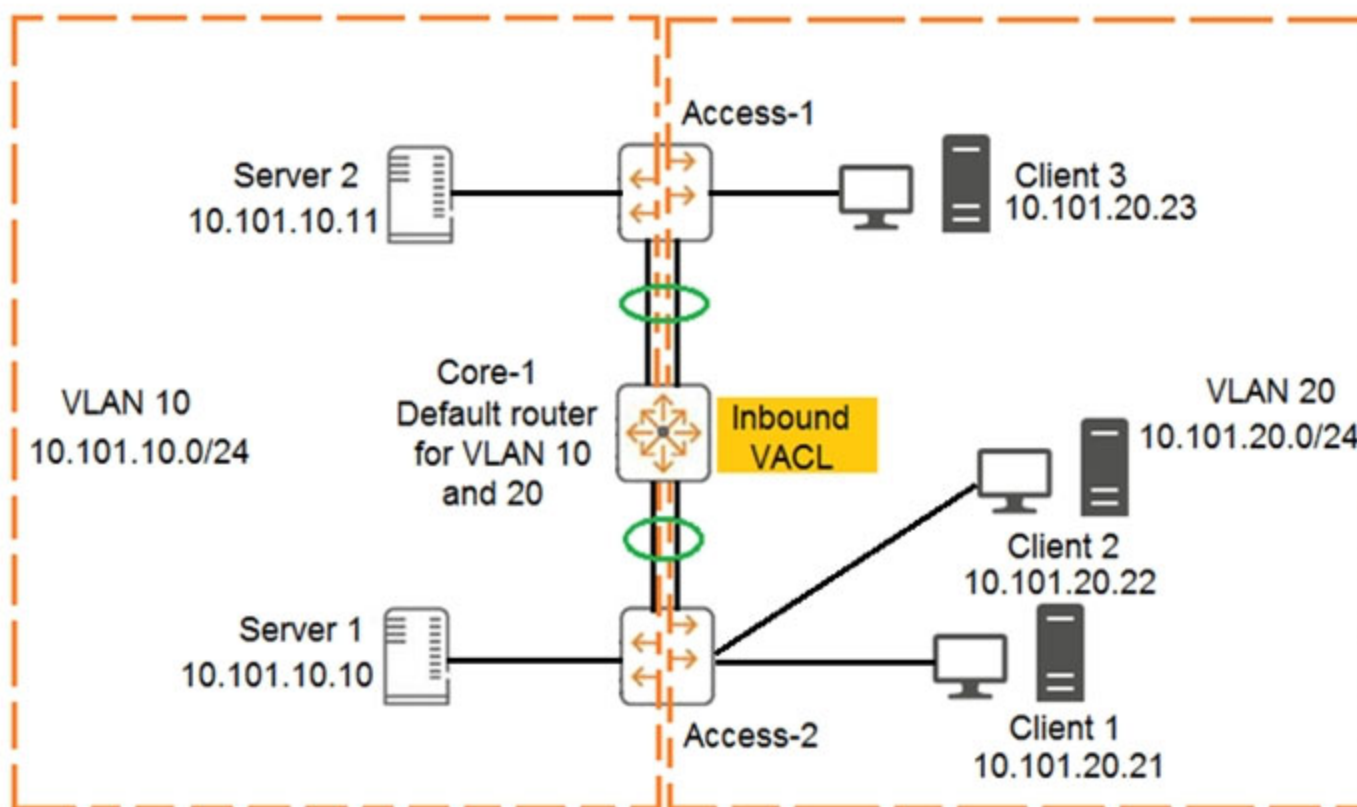 Access-1
Server 2
10.101.10.11
Client 3
10.101.20.23
VLAN 10
10.101.10.0/24
Core-1
Default router
for VLAN 10
and 20
Inbound
VACL
VLAN 20
10.101.20.0/24
Client 2
10.101.20.22
Server 1
10.101.10.10
Access-2
Client 1
10.101.20.21